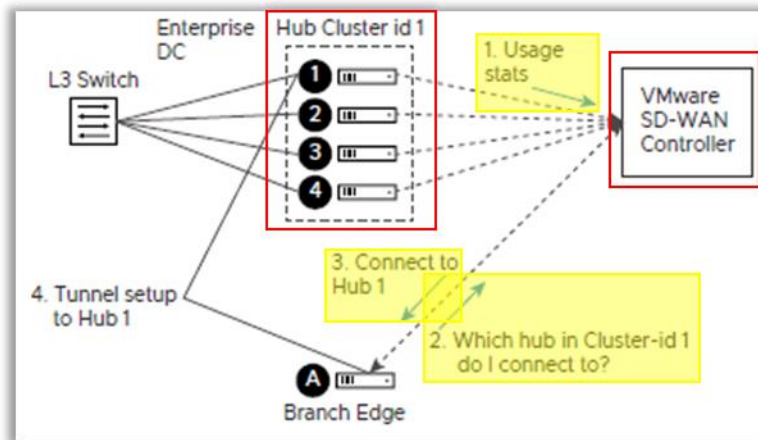 Enterprise
DC
Hub Cluster id 1
L3 Switch
1
2
3
4
1. Usage
stats
VMware
SD-WAN
Controller
3. Connect to
Hub 1
4. Tunnel setup
to Hub 1
2. Which hub in Cluster-id 1
do I connect to?
A
Branch Edge